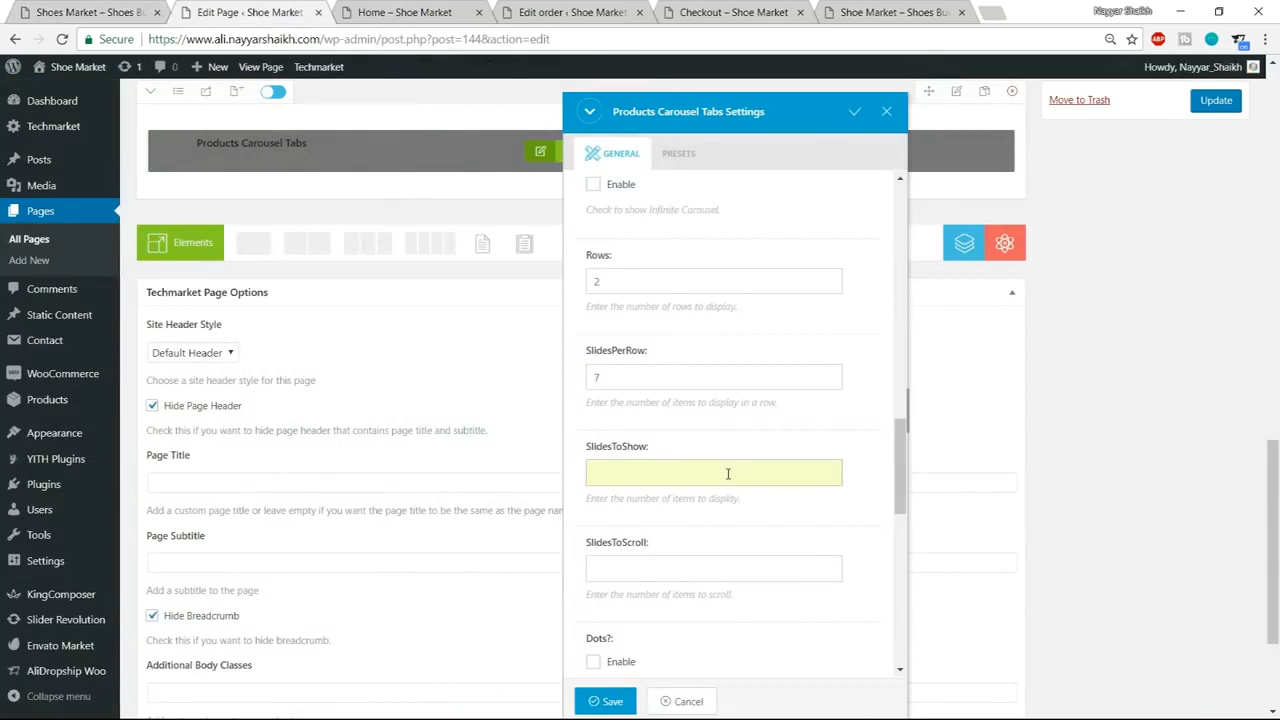 Shoes Market – Shoes Bu
Edit Page ‹ Shoe Market
Home – Shoe Market
Edit order ‹ Shoe Market
Checkout – Shoe Market
Shoe Market – Shoes Bu
Nayyar Shaikh
Secure https://www.ali.nayyarshaikh.com/wp-admin/post.php?post=144&action=edit
ABP
Shoe Market 1 0 New View Page Techmarket Howdy, Nayyar_Shaikh
Dashboard
Techmarket
Posts
Media
Pages
All Pages
Add New
Comments
Static Content
Contact
WooCommerce
Products
Appearance
YITH Plugins
Plugins
Users
Tools
Settings
KingComposer
Slider Revolution
Envato Market
AliDropship Woo
Collapse menu
Products Carousel Tabs
Elements
Techmarket Page Options
Site Header Style
Default Header
Choose a site header style for this page
Hide Page Header
Check this if you want to hide page header that contains page title and subtitle.
Page Title
Add a custom page title or leave empty if you want the page title to be the same as the page nam
Page Subtitle
Add a subtitle to the page
Hide Breadcrumb
Check this if you want to hide breadcrumb.
Additional Body Classes
Products Carousel Tabs Settings
GENERAL PRESETS
Enable
Check to show Infinite Carousel.
Rows:
2
Enter the number of rows to display.
SlidesPerRow:
7
Enter the number of items to display in a row.
SlidesToShow:
Enter the number of items to display.
SlidesToScroll:
Enter the number of items to scroll.
Dots?:
Enable
Save Cancel
Move to Trash Update